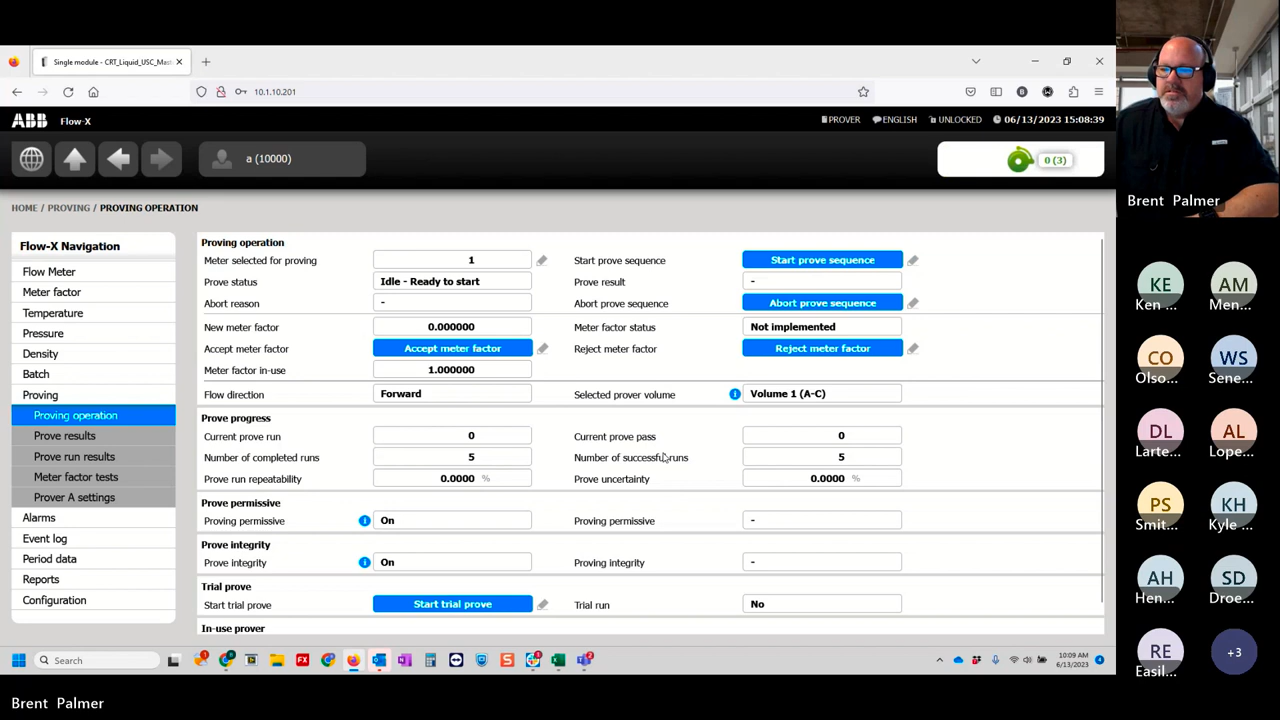 Single module - CRT_Liquid_USC_Mast
10.1.10.201
ABB Flow-X
PROVER ENGLISH UNLOCKED 06/13/2023 15:08:39
a (10000)
0 (3)
HOME / PROVING / PROVING OPERATION
Flow-X Navigation
Flow Meter
Meter factor
Temperature
Pressure
Density
Batch
Proving
Proving operation
Prove results
Prove run results
Meter factor tests
Prover A settings
Alarms
Event log
Period data
Reports
Configuration
Proving operation
Meter selected for proving 1 Start prove sequence Start prove sequence
Prove status Idle - Ready to start Prove result -
Abort reason - Abort prove sequence Abort prove sequence
New meter factor 0.000000 Meter factor status Not implemented
Accept meter factor Accept meter factor Reject meter factor Reject meter factor
Meter factor in-use 1.000000
Flow direction Forward Selected prover volume Volume 1 (A-C)
Prove progress
Current prove run 0 Current prove pass 0
Number of completed runs 5 Number of successful runs 5
Prove run repeatability 0.0000 % Prove uncertainty 0.0000 %
Prove permissive
Proving permissive On Proving permissive -
Prove integrity
Prove integrity On Proving integrity -
Trial prove
Start trial prove Start trial prove Trial run No
In-use prover
Search
10:09 AM
6/13/2023
Brent Palmer
KE AM
Ken ... Men...
CO WS
Olso... Sene...
DL AL
Larte... Lope...
PS KH
Smit... Kyle ...
AH SD
Hen... Droe...
RE +3
Easil...
Brent Palmer